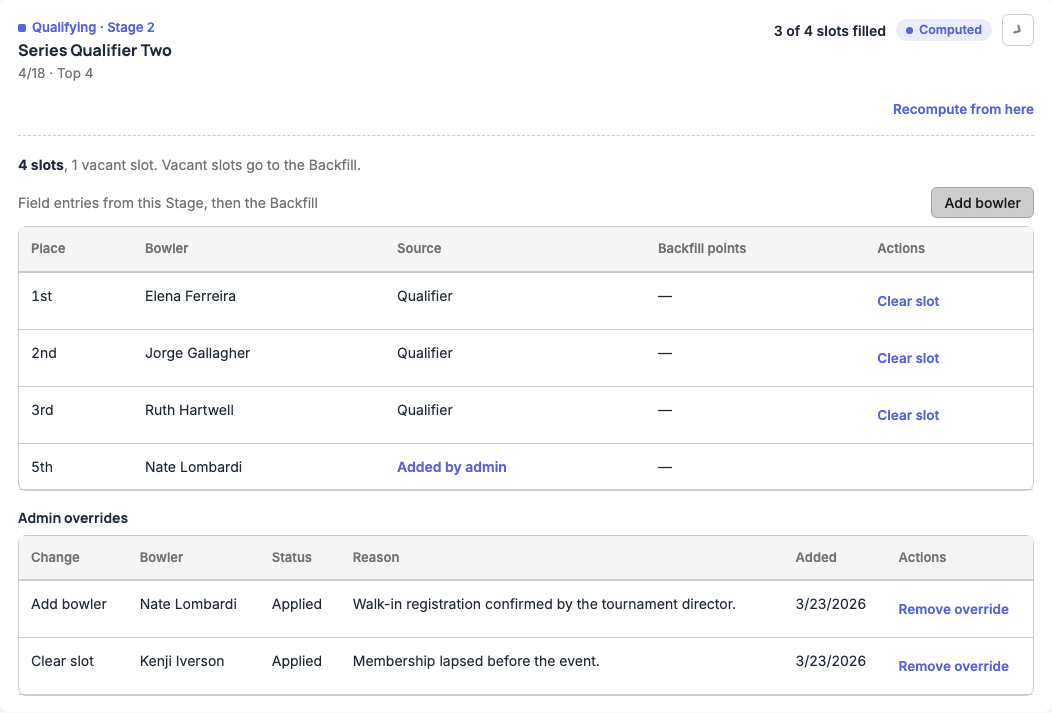 Qualifying · Stage 2
Series Qualifier Two
4/18 · Top 4
3 of 4 slots filled
Computed
Recompute from here
4 slots, 1 vacant slot. Vacant slots go to the Backfill.
Field entries from this Stage, then the Backfill
Add bowler
Place Bowler Source Backfill points Actions
1st Elena Ferreira Qualifier — Clear slot
2nd Jorge Gallagher Qualifier — Clear slot
3rd Ruth Hartwell Qualifier — Clear slot
5th Nate Lombardi Added by admin —
Admin overrides
Change Bowler Status Reason Added Actions
Add bowler Nate Lombardi Applied Walk-in registration confirmed by the tournament director. 3/23/2026 Remove override
Clear slot Kenji Iverson Applied Membership lapsed before the event. 3/23/2026 Remove override